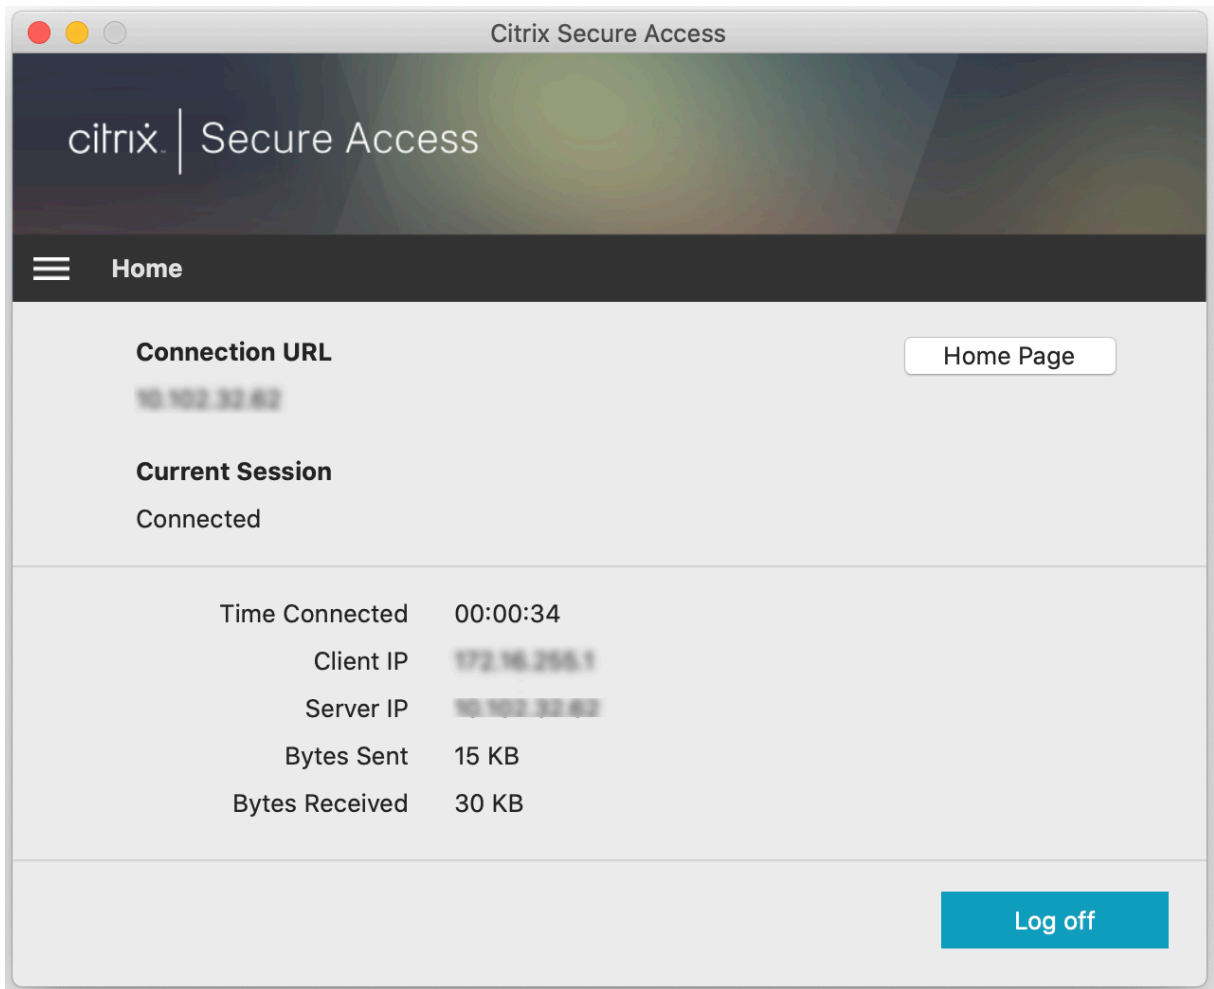 Citrix Secure Access
citrix™ | Secure Access
Home
Connection URL
Home Page
Current Session
Connected
Time Connected 00:00:34
Client IP
Server IP
Bytes Sent 15 KB
Bytes Received 30 KB
Log off